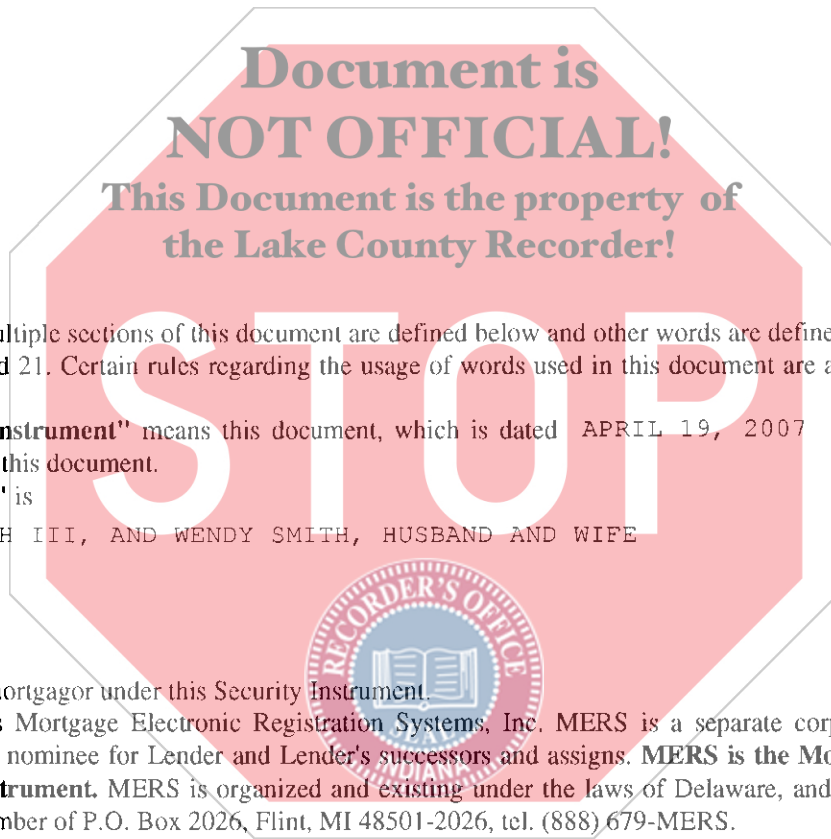 Document is
NOT OFFICIAL!
This Document is the property of
the Lake County Recorder!
STOP
ultiple sections of this document are defined below and other words are define
d 21. Certain rules regarding the usage of words used in this document are a
nstrument" means this document, which is dated APRIL 19, 2007
this document.
" is
H III, AND WENDY SMITH, HUSBAND AND WIFE
RECORDER'S OFFICE
SEAL
INDIANA
ortgagor under this Security Instrument.
s Mortgage Electronic Registration Systems, Inc. MERS is a separate corp
nominee for Lender and Lender's successors and assigns. MERS is the Mo
trument. MERS is organized and existing under the laws of Delaware, and
mber of P.O. Box 2026, Flint, MI 48501-2026, tel. (888) 679-MERS.